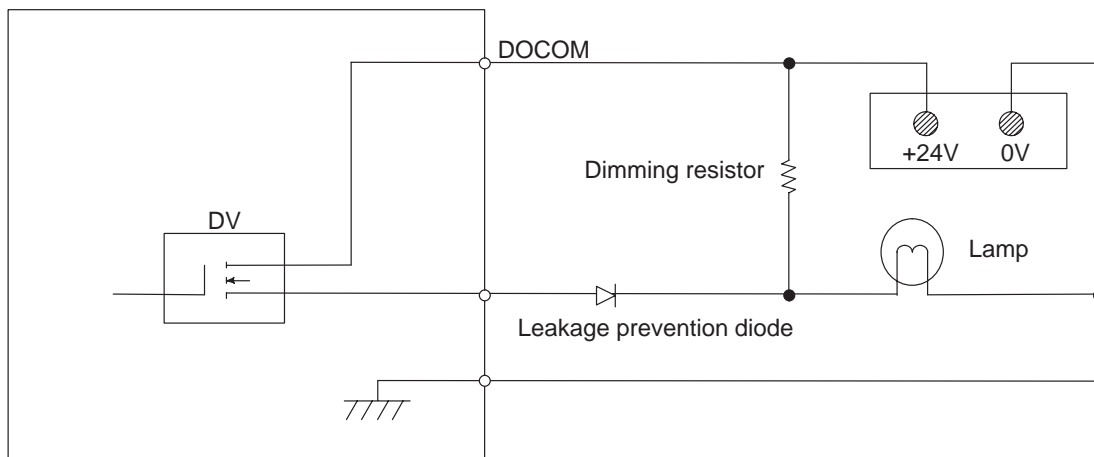 DOCOM
+24V 0V
Dimming resistor
DV
Lamp
Leakage prevention diode